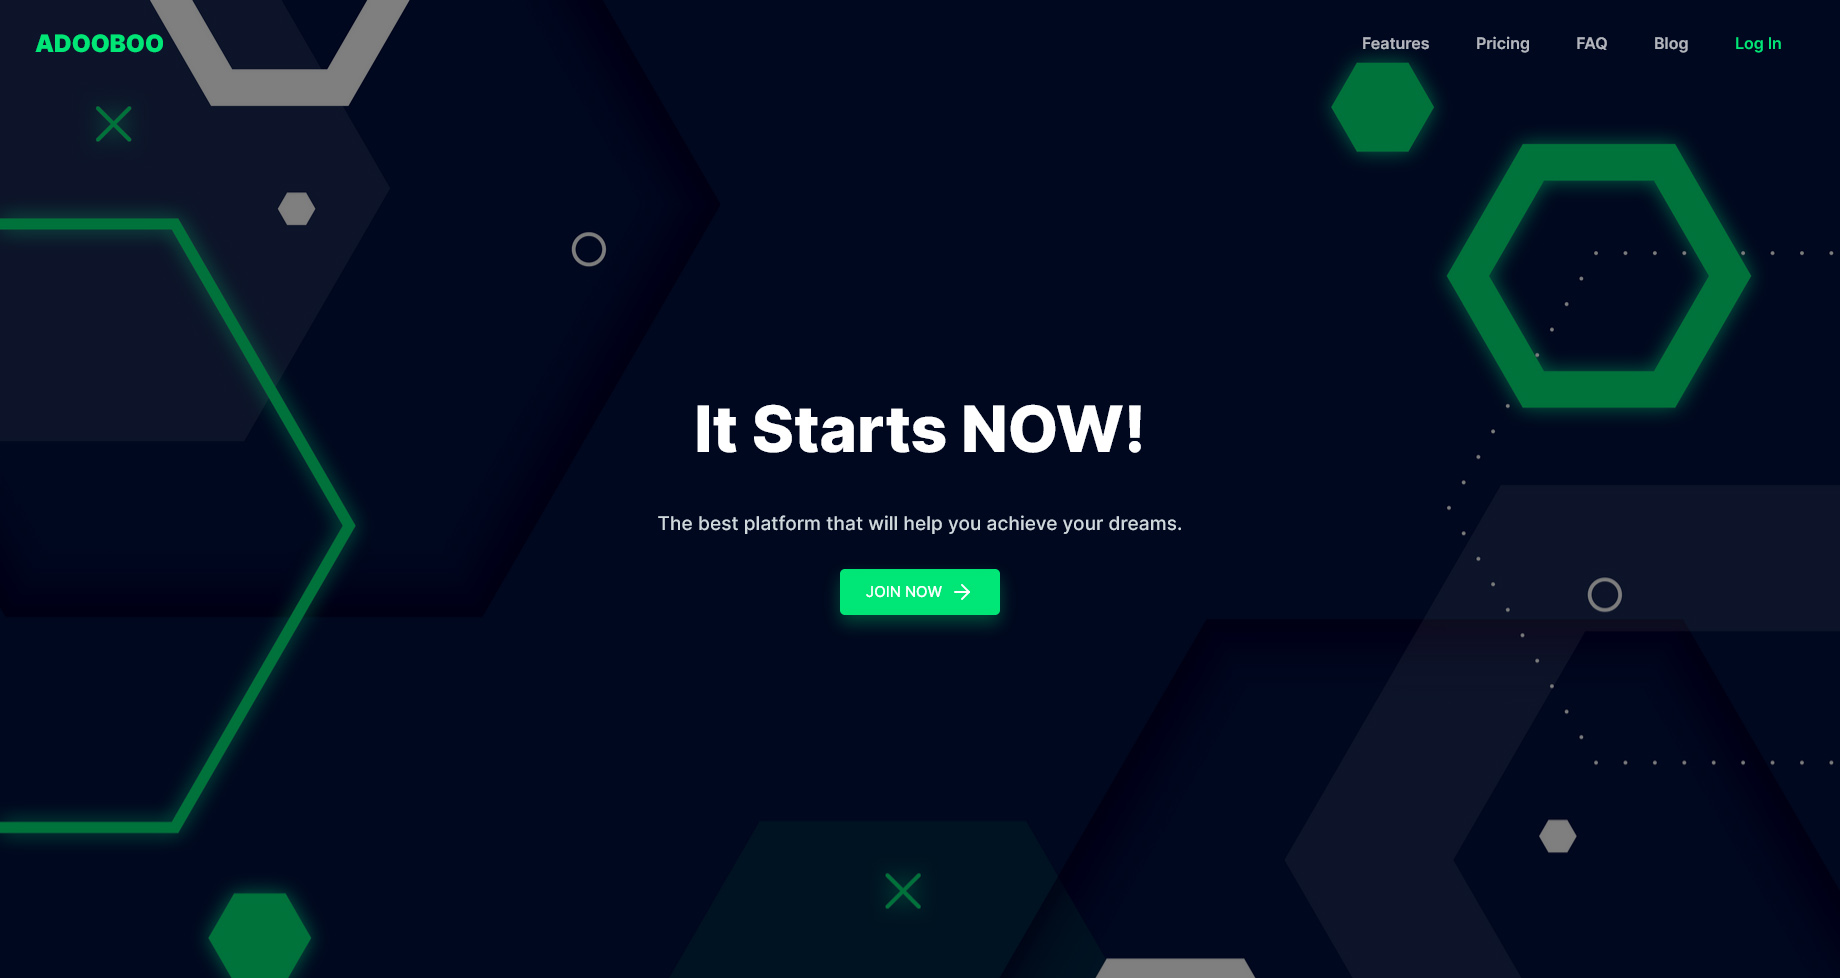 ADOOBOO
Features Pricing FAQ Blog Log In
It Starts NOW!
The best platform that will help you achieve your dreams.
JOIN NOW